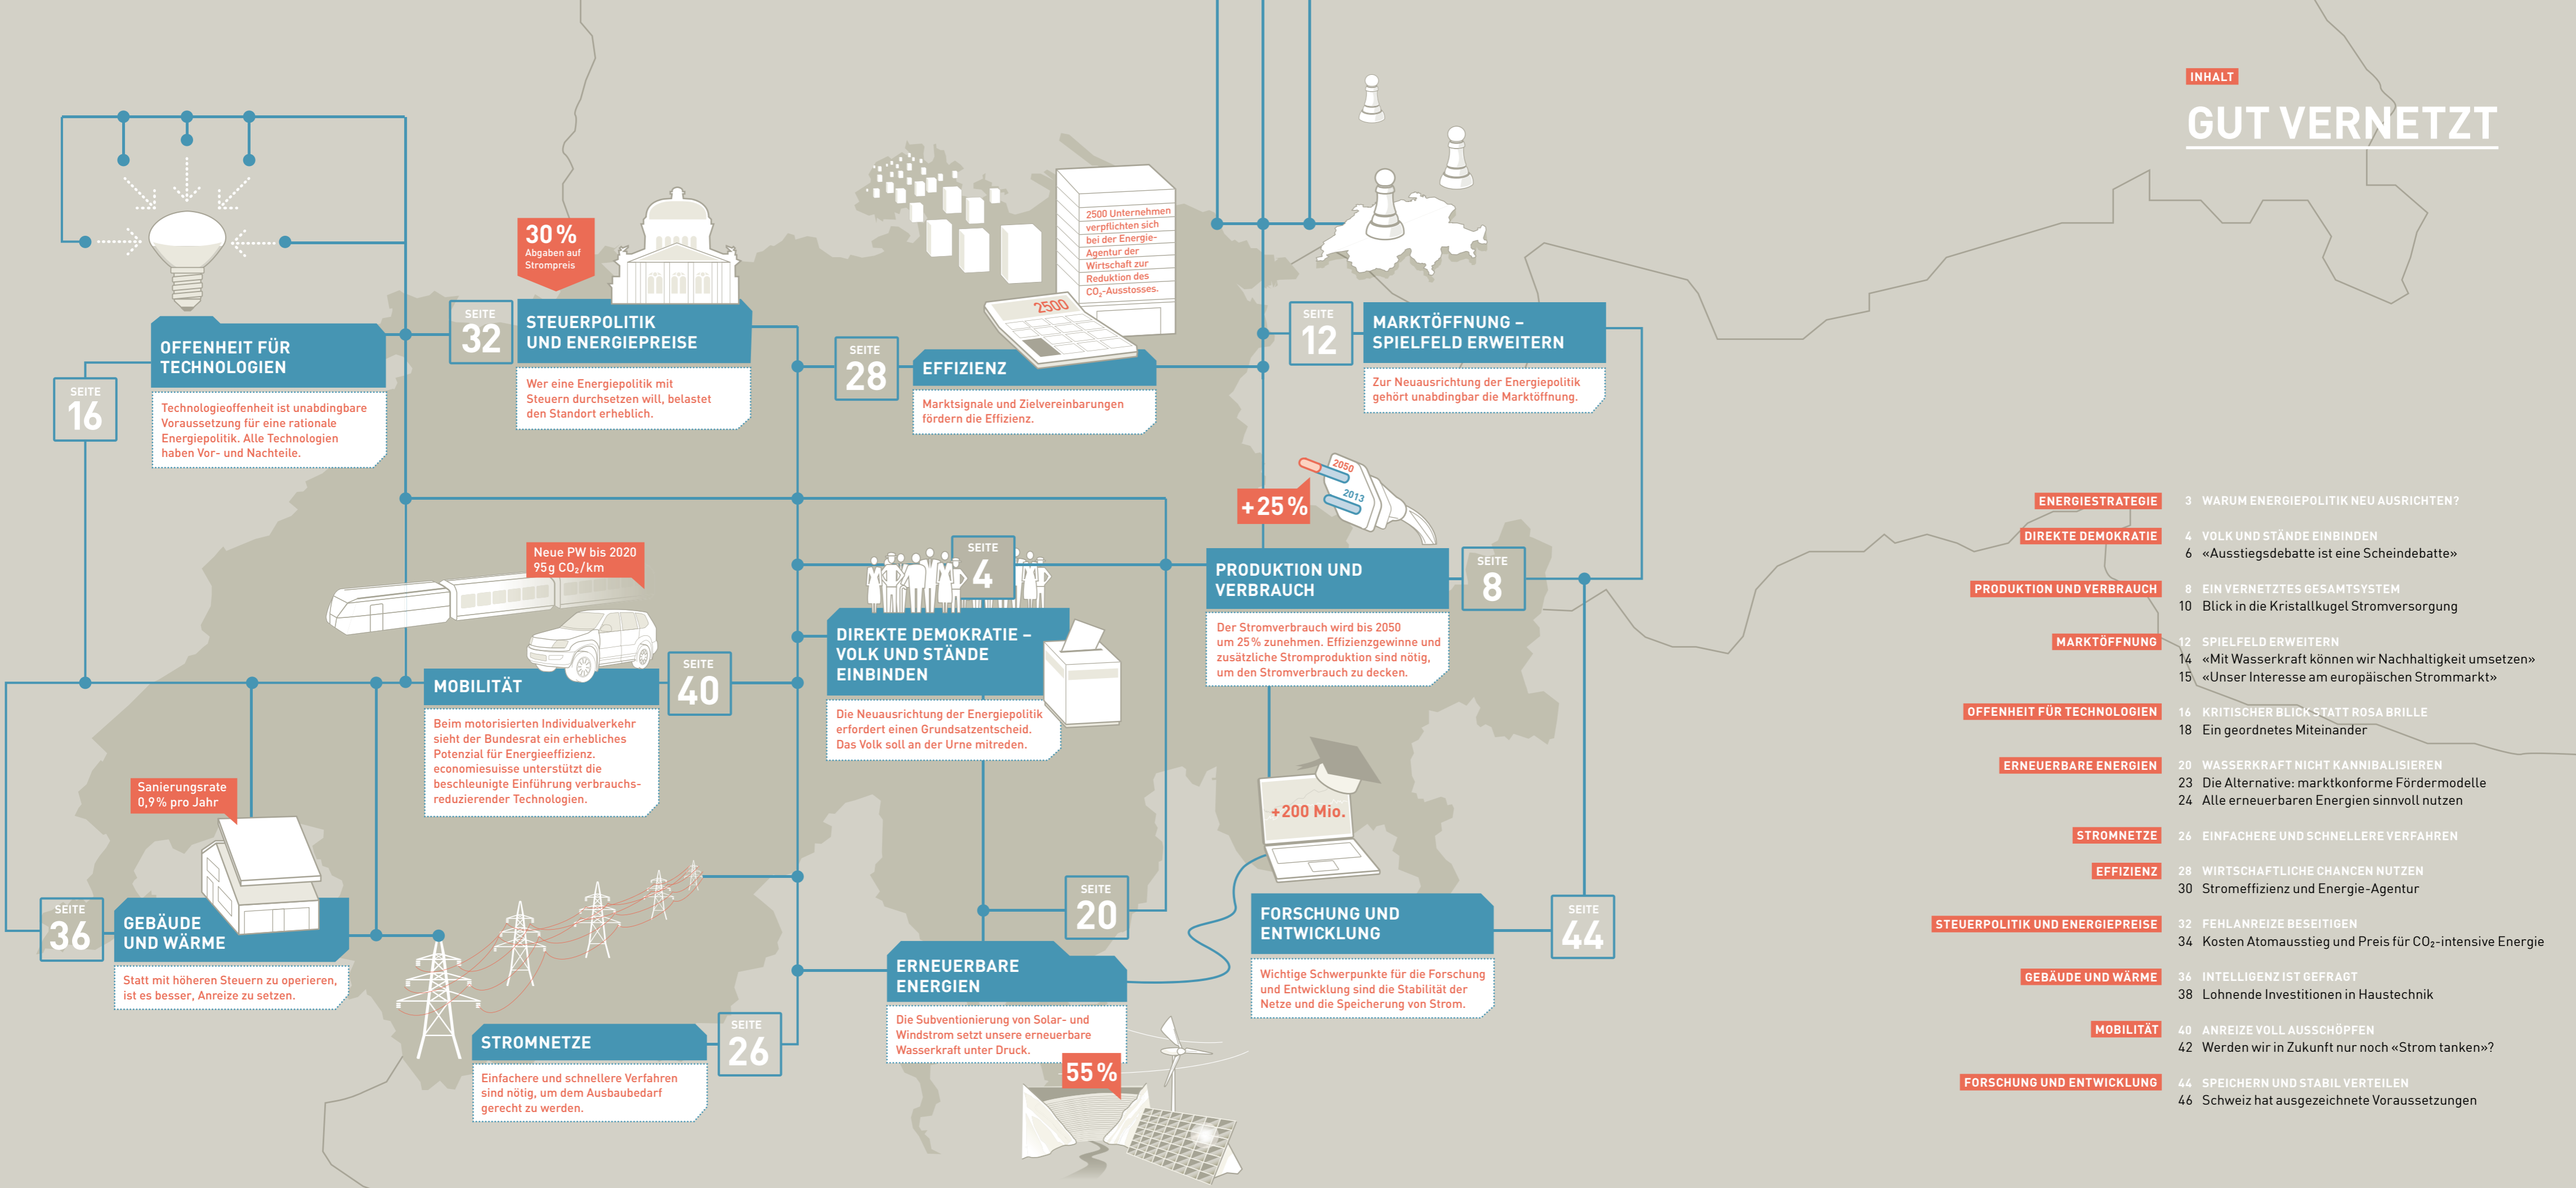 INHALT
GUT VERNETZT
30%
Abgaben auf
Strompreis
2500 Unternehmen
verpflichten sich
bei der Energie-
Agentur der
Wirtschaft zur
Reduktion des
CO₂-Ausstosses.
2500
OFFENHEIT FÜR
TECHNOLOGIEN
Technologieoffenheit ist unabdingbare
Voraussetzung für eine rationale
Energiepolitik. Alle Technologien
haben Vor- und Nachteile.
SEITE
16
SEITE
32
STEUERPOLITIK
UND ENERGIEPREISE
Wer eine Energiepolitik mit
Steuern durchsetzen will, belastet
den Standort erheblich.
SEITE
28
EFFIZIENZ
Marktsignale und Zielvereinbarungen
fördern die Effizienz.
SEITE
12
MARKTÖFFNUNG –
SPIELFELD ERWEITERN
Zur Neuausrichtung der Energiepolitik
gehört unabdingbar die Marktöffnung.
+25%
2050
2013
Neue PW bis 2020
95g CO₂/km
SEITE
40
MOBILITÄT
Beim motorisierten Individualverkehr
sieht der Bundesrat ein erhebliches
Potenzial für Energieeffizienz.
economiesuisse unterstützt die
beschleunigte Einführung verbrauchs-
reduzierender Technologien.
SEITE
4
DIREKTE DEMOKRATIE –
VOLK UND STÄNDE
EINBINDEN
Die Neuausrichtung der Energiepolitik
erfordert einen Grundsatzentscheid.
Das Volk soll an der Urne mitreden.
PRODUKTION UND
VERBRAUCH
SEITE
8
Der Stromverbrauch wird bis 2050
um 25% zunehmen. Effizienzgewinne und
zusätzliche Stromproduktion sind nötig,
um den Stromverbrauch zu decken.
Sanierungsrate
0,9% pro Jahr
SEITE
36
GEBÄUDE
UND WÄRME
Statt mit höheren Steuern zu operieren,
ist es besser, Anreize zu setzen.
STROMNETZE
SEITE
26
Einfachere und schnellere Verfahren
sind nötig, um dem Ausbaubedarf
gerecht zu werden.
SEITE
20
ERNEUERBARE
ENERGIEN
Die Subventionierung von Solar- und
Windstrom setzt unsere erneuerbare
Wasserkraft unter Druck.
55%
+200 Mio.
FORSCHUNG UND
ENTWICKLUNG
SEITE
44
Wichtige Schwerpunkte für die Forschung
und Entwicklung sind die Stabilität der
Netze und die Speicherung von Strom.
ENERGIESTRATEGIE 3 WARUM ENERGIEPOLITIK NEU AUSRICHTEN?
DIREKTE DEMOKRATIE 4 VOLK UND STÄNDE EINBINDEN
6 «Ausstiegsdebatte ist eine Scheindebatte»
PRODUKTION UND VERBRAUCH 8 EIN VERNETZTES GESAMTSYSTEM
10 Blick in die Kristallkugel Stromversorgung
MARKTÖFFNUNG 12 SPIELFELD ERWEITERN
14 «Mit Wasserkraft können wir Nachhaltigkeit umsetzen»
15 «Unser Interesse am europäischen Strommarkt»
OFFENHEIT FÜR TECHNOLOGIEN 16 KRITISCHER BLICK STATT ROSA BRILLE
18 Ein geordnetes Miteinander
ERNEUERBARE ENERGIEN 20 WASSERKRAFT NICHT KANNIBALISIEREN
23 Die Alternative: marktkonforme Fördermodelle
24 Alle erneuerbaren Energien sinnvoll nutzen
STROMNETZE 26 EINFACHERE UND SCHNELLERE VERFAHREN
EFFIZIENZ 28 WIRTSCHAFTLICHE CHANCEN NUTZEN
30 Stromeffizienz und Energie-Agentur
STEUERPOLITIK UND ENERGIEPREISE 32 FEHLANREIZE BESEITIGEN
34 Kosten Atomausstieg und Preis für CO₂-intensive Energie
GEBÄUDE UND WÄRME 36 INTELLIGENZ IST GEFRAGT
38 Lohnende Investitionen in Haustechnik
MOBILITÄT 40 ANREIZE VOLL AUSSCHÖPFEN
42 Werden wir in Zukunft nur noch «Strom tanken»?
FORSCHUNG UND ENTWICKLUNG 44 SPEICHERN UND STABIL VERTEILEN
46 Schweiz hat ausgezeichnete Voraussetzungen